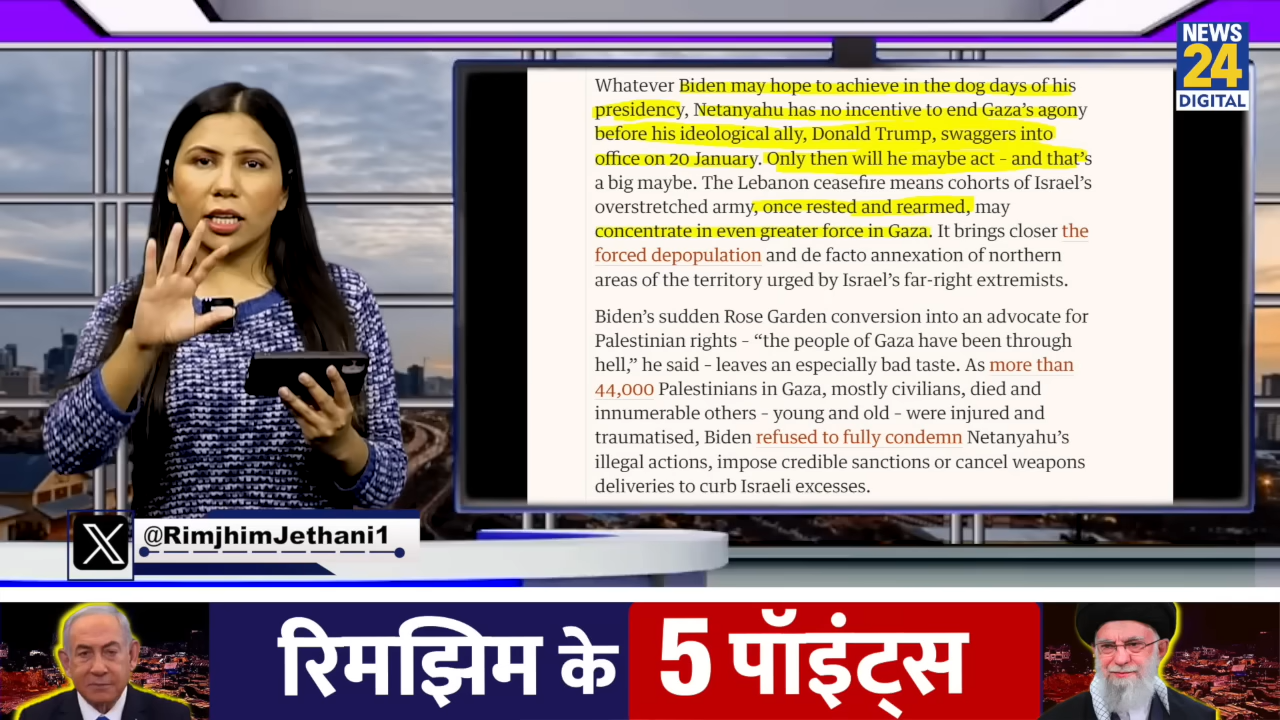 NEWS
24
DIGITAL
Whatever Biden may hope to achieve in the dog days of his
presidency, Netanyahu has no incentive to end Gaza’s agony
before his ideological ally, Donald Trump, swaggers into
office on 20 January. Only then will he maybe act – and that’s
a big maybe. The Lebanon ceasefire means cohorts of Israel’s
overstretched army, once rested and rearmed, may
concentrate in even greater force in Gaza. It brings closer the
forced depopulation and de facto annexation of northern
areas of the territory urged by Israel’s far-right extremists.
Biden’s sudden Rose Garden conversion into an advocate for
Palestinian rights – “the people of Gaza have been through
hell,” he said – leaves an especially bad taste. As more than
44,000 Palestinians in Gaza, mostly civilians, died and
innumerable others – young and old – were injured and
traumatised, Biden refused to fully condemn Netanyahu’s
illegal actions, impose credible sanctions or cancel weapons
deliveries to curb Israeli excesses.
X @RimjhimJethani1
रिमझिम के 5 पॉइंट्स